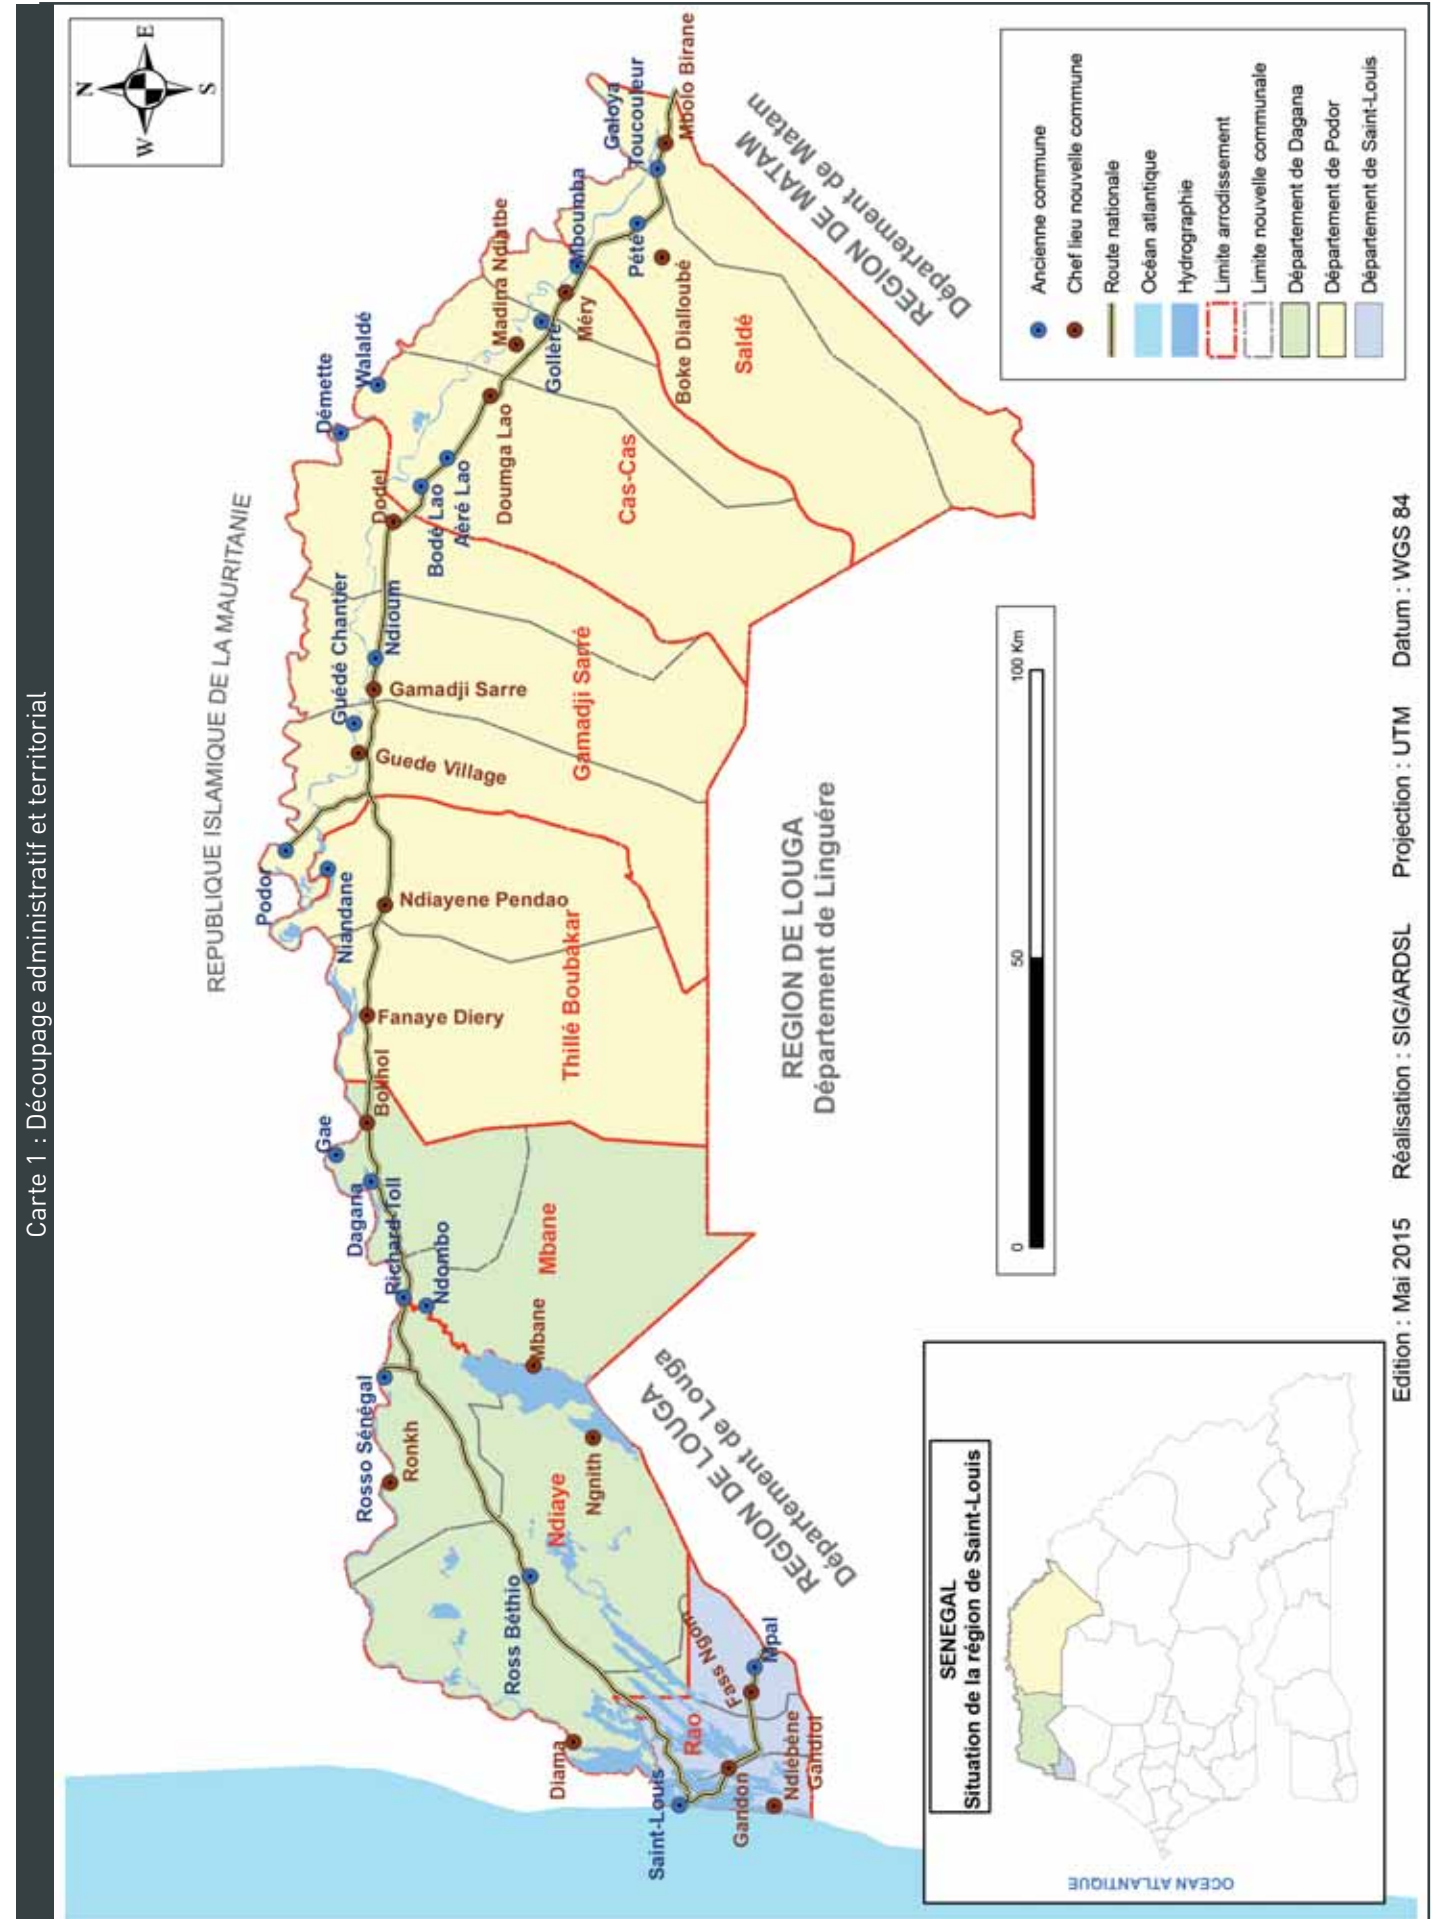 Carte 1 : Découpage administratif et territorial
N
W
E
S
REPUBLIQUE ISLAMIQUE DE LA MAURITANIE
Démette
Walaldé
Madina Ndiatbe
Mboumba
Galoya
Toucouleur
Mbolo Birane
Podor
Niandane
Guédé Chantier
Ndioum
Dodel
Bodé Lao
Aéré Lao
Doumga Lao
Golléré
Méry
Pété
Boke Dialloubé
Gamadji Sarre
Guede Village
Ndiayene Pendao
Fanaye Diery
Bokhol
Gae
Dagana
Richard-Toll
Ndombo
Rosso Sénégal
Ronkh
Mbane
Mbane
Ngnith
Ndiaye
Ross Béthio
Diama
Saint-Louis
Rao
Fass Ngom
Mpal
Gandon
Ndiébène
Gandiol
Thillé Boubakar
Gamadji Sarré
Cas-Cas
Saldé
REGION DE MATAM
Département de Matam
REGION DE LOUGA
Département de Linguére
REGION DE LOUGA
Département de Louga
Ancienne commune
Chef lieu nouvelle commune
Route nationale
Océan atlantique
Hydrographie
Limite arrodissement
Limite nouvelle communale
Département de Dagana
Département de Podor
Département de Saint-Louis
0
50
100 Km
SENEGAL
Situation de la région de Saint-Louis
OCEAN ATLANTIQUE
Edition : Mai 2015 Réalisation : SIG/ARDSL Projection : UTM Datum : WGS 84